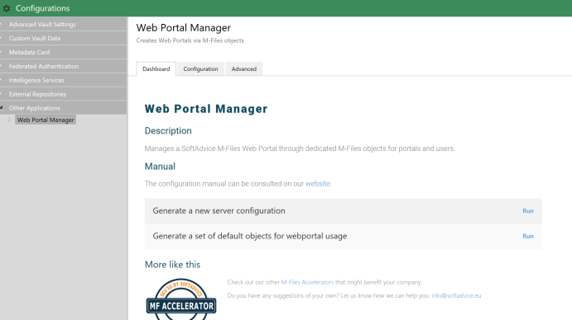 Configurations
Advanced Vault Settings
Custom Vault Data
Metadata Card
Federated Authentication
Intelligence Services
External Repositories
Other Applications
Web Portal Manager
Web Portal Manager
Creates Web Portals via M-Files objects
Dashboard Configuration Advanced
Web Portal Manager
Description
Manages a SoftAdvice M-Files Web Portal through dedicated M-Files objects for portals and users.
Manual
The configuration manual can be consulted on our website.
Generate a new server configuration Run
Generate a set of default objects for webportal usage Run
More like this
Check out our other M-Files Accelerators that might benefit your company.
Do you have any suggestions of your own? Let us know how we can help you: info@softadvice.eu
MF ACCELERATOR